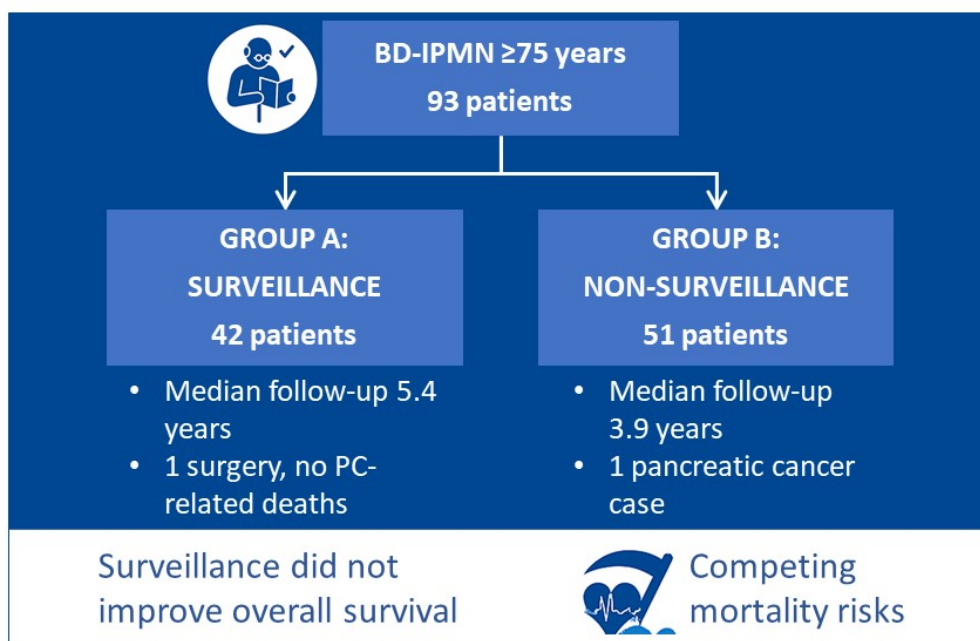 BD-IPMN ≥75 years
93 patients
GROUP A:
SURVEILLANCE
42 patients
GROUP B:
NON-SURVEILLANCE
51 patients
• Median follow-up 5.4
years
• 1 surgery, no PC-
related deaths
• Median follow-up
3.9 years
• 1 pancreatic cancer
case
Surveillance did not
improve overall survival
Competing
mortality risks